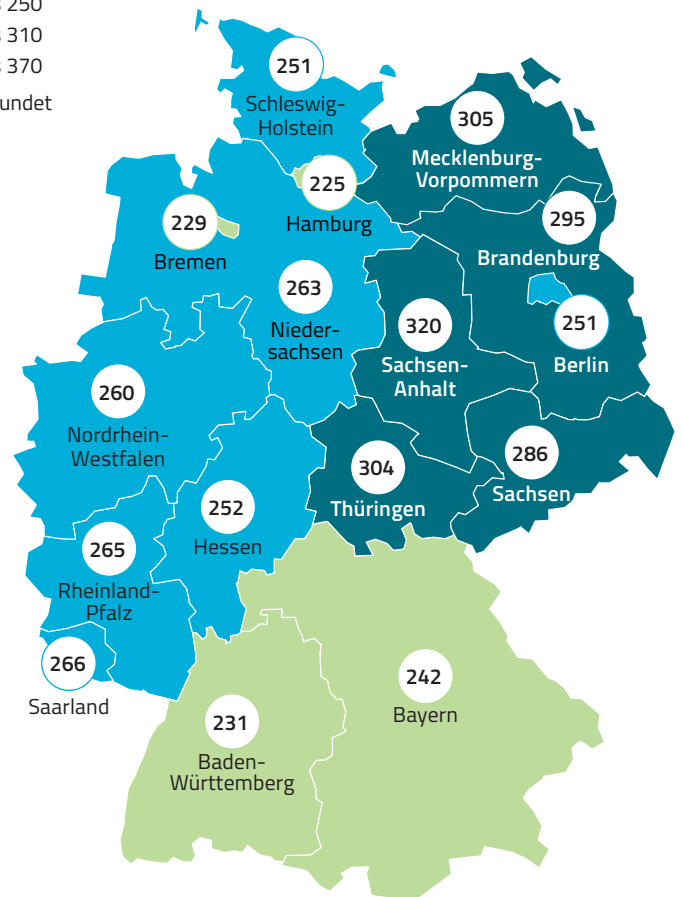 250
310
370
251
Schleswig-
Holstein
305
Mecklenburg-
Vorpommern
225
Hamburg
229
Bremen
295
Brandenburg
263
Nieder-
sachsen
320
Sachsen-
Anhalt
251
Berlin
260
Nordrhein-
Westfalen
286
Sachsen
304
Thüringen
252
Hessen
265
Rheinland-
Pfalz
266
Saarland
242
Bayern
231
Baden-
Württemberg